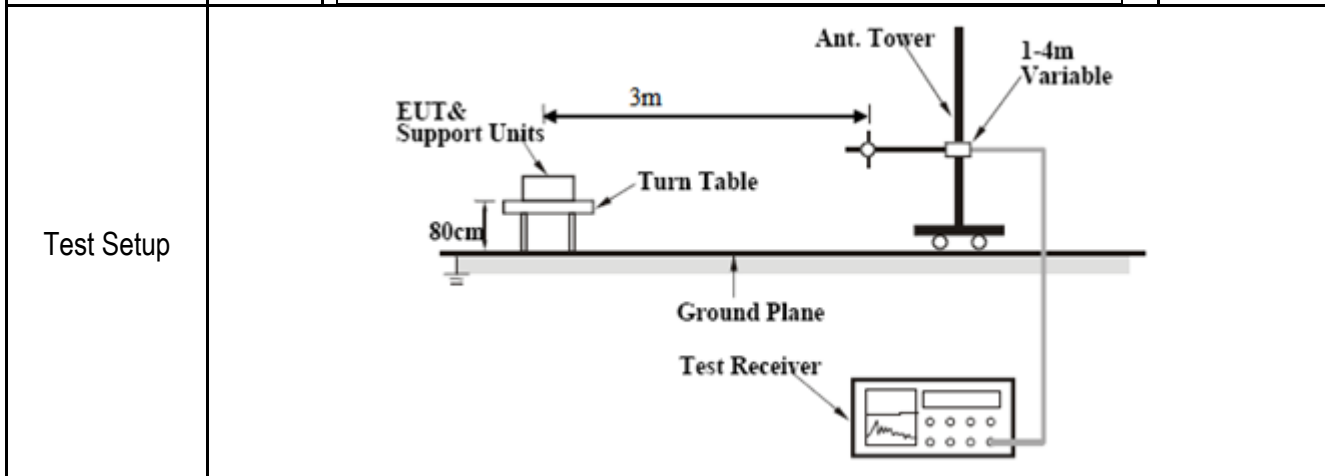 Test Setup
Ant. Tower
1-4m
Variable
3m
EUT&
Support Units
Turn Table
80cm
Ground Plane
Test Receiver